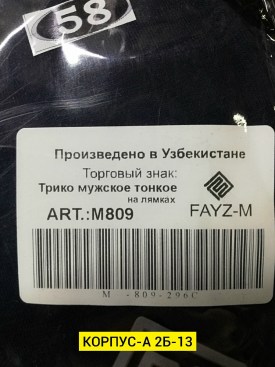 58
Произведено в Узбекистане
Торговый знак:
Трико мужское тонкое
на лямках
ART.:M809
FAYZ-M
M -809-296C
КОРПУС-А 2Б-13